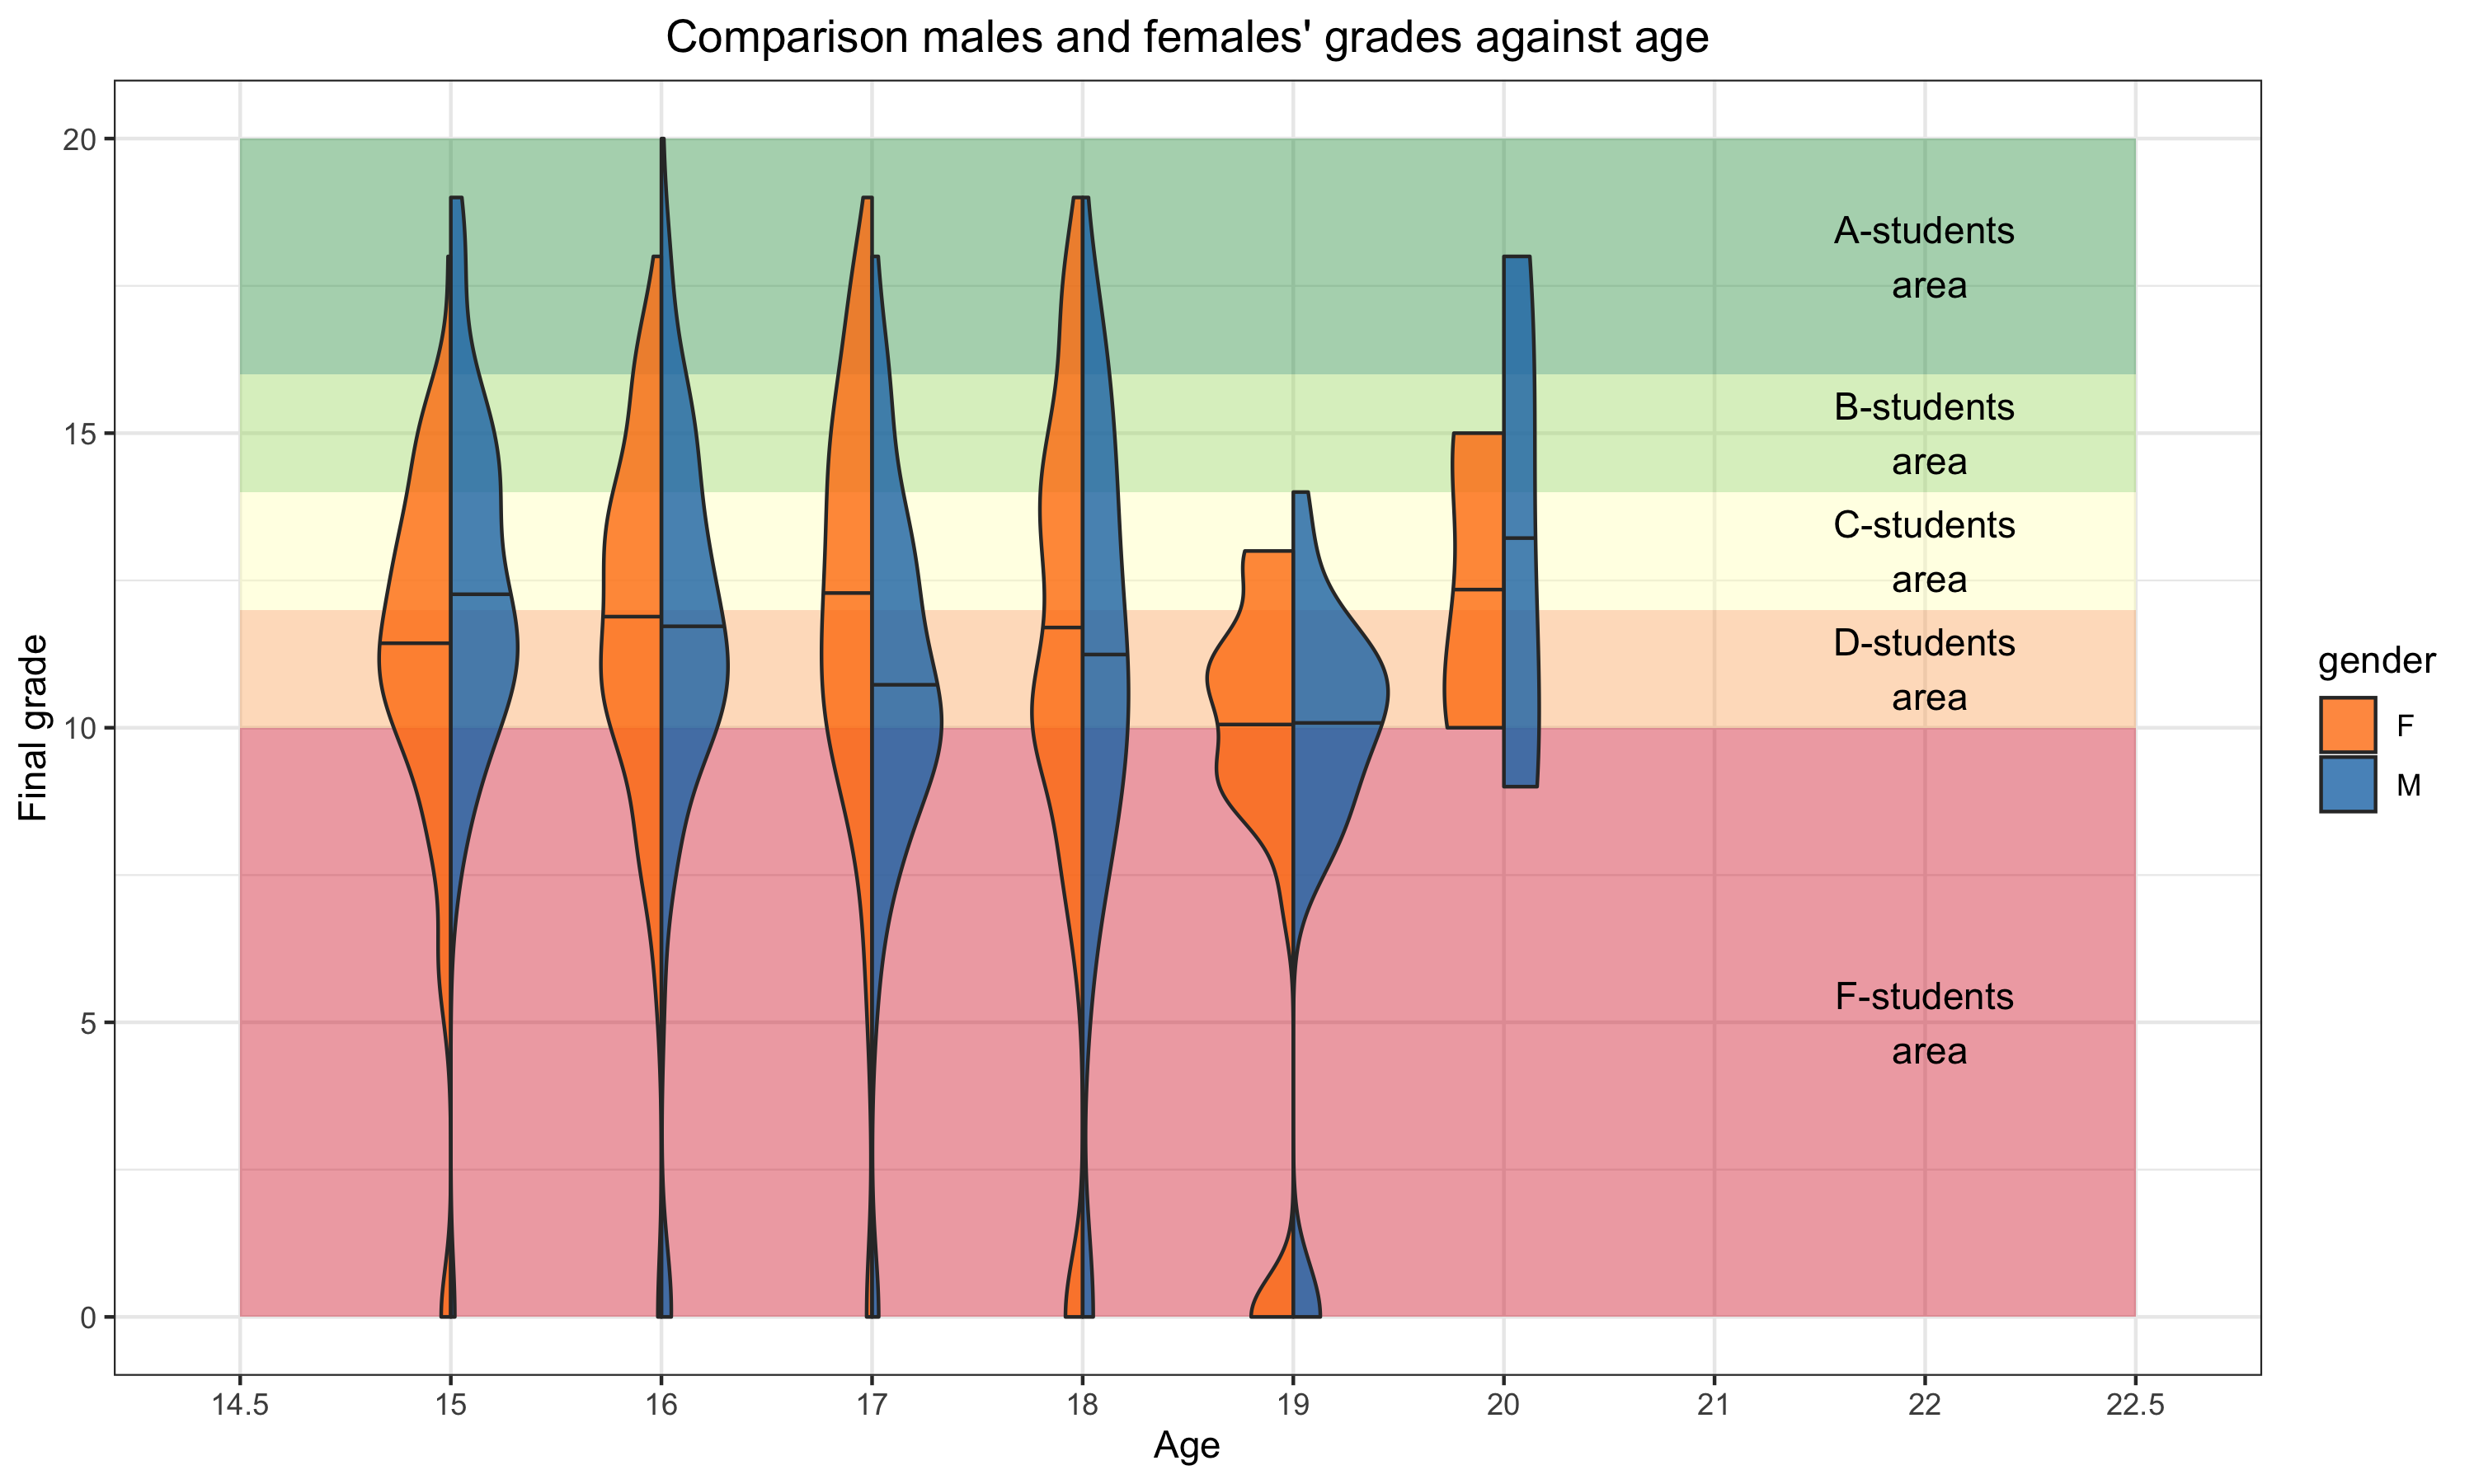 Comparison males and females' grades against age
Final grade
20
15
10
5
0
A-students
area
B-students
area
C-students
area
D-students
area
F-students
area
gender
F
M
14.5
15
16
17
18
19
20
21
22
22.5
Age